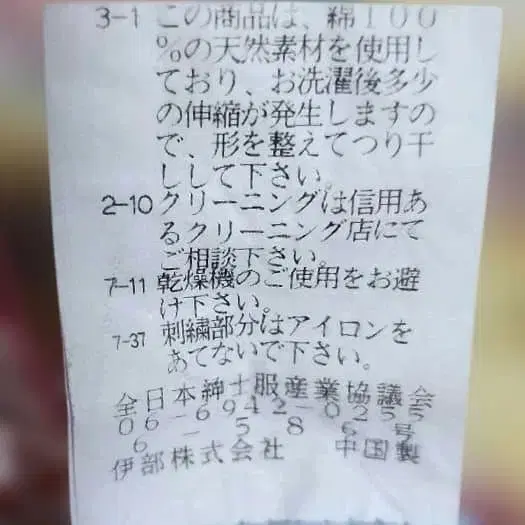 3-1 この商品は、綿100
%の天然素材を使用し
ており、お洗濯後多少
の伸縮が発生しますの
で、形を整えてつり干
しして下さい。
2-10 クリーニングは信用あ
るクリーニング店にて
ご相談下さい。
7-11 乾燥機のご使用をお避
け下さい。
7-37 刺繍部分はアイロンを
あてないで下さい。
全日本紳士服産業協議会
06-6942-0255
6-586号
伊部株式会社 中国製